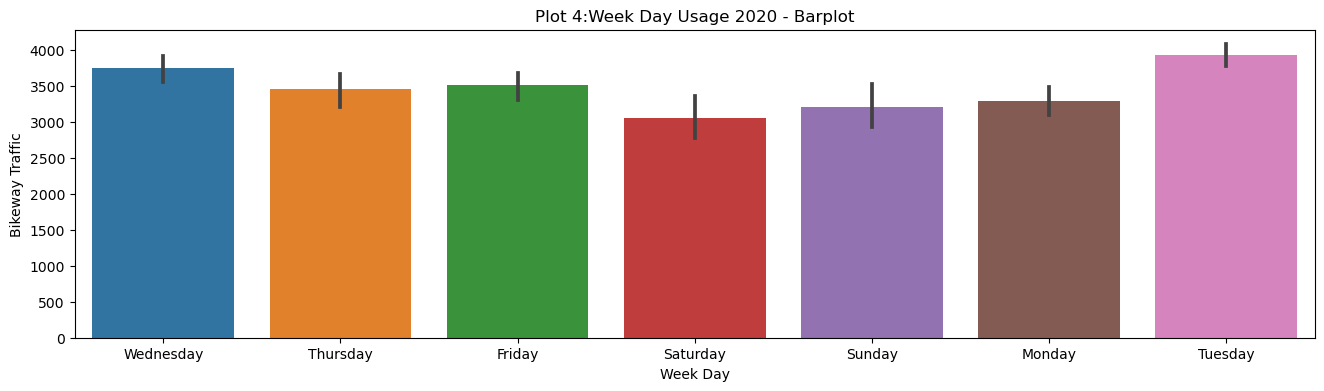 Plot 4:Week Day Usage 2020 - Barplot
Bikeway Traffic
4000
3500
3000
2500
2000
1500
1000
500
0
Wednesday Thursday Friday Saturday Sunday Monday Tuesday
Week Day